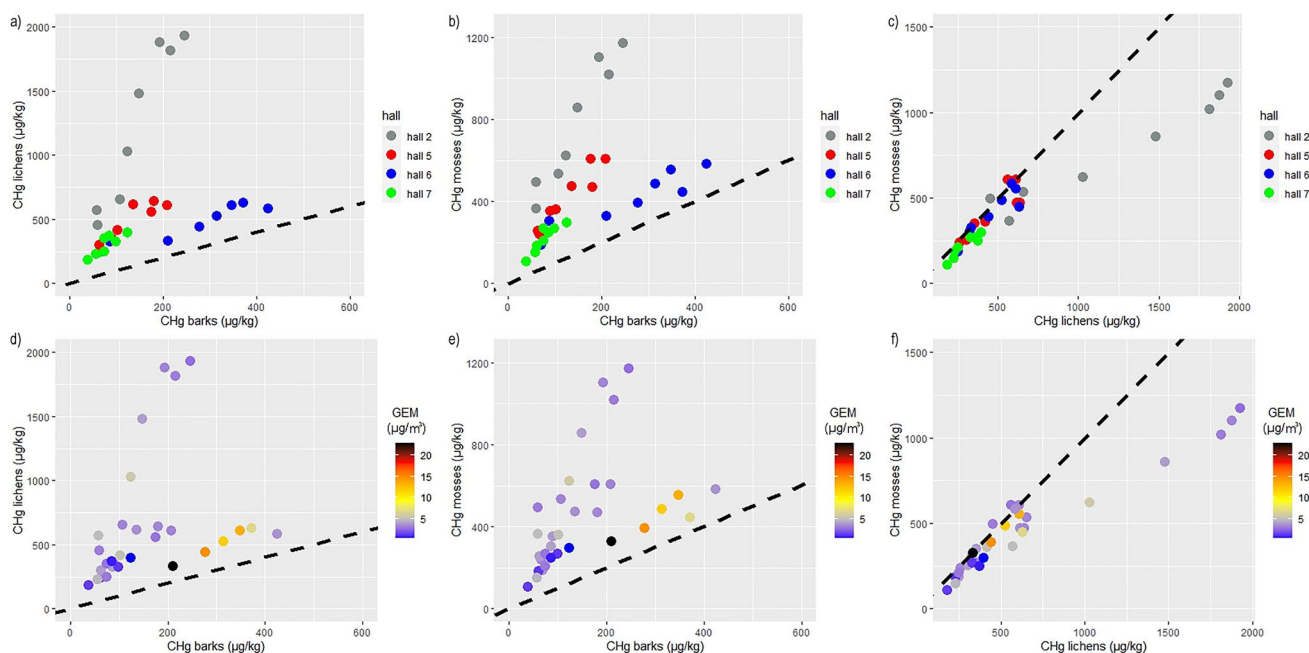 a)
2000
1500
1000
500
0
CHg lichens (µg/kg)
0
200
400
600
CHg barks (µg/kg)
hall
hall 2
hall 5
hall 6
hall 7
b)
1200
800
400
0
CHg mosses (µg/kg)
0
200
400
600
CHg barks (µg/kg)
hall
hall 2
hall 5
hall 6
hall 7
c)
1500
1000
500
0
CHg mosses (µg/kg)
500
1000
1500
2000
CHg lichens (µg/kg)
hall
hall 2
hall 5
hall 6
hall 7
d)
2000
1500
1000
500
0
CHg lichens (µg/kg)
0
200
400
600
CHg barks (µg/kg)
GEM
(µg/m³)
20
15
10
5
e)
1200
800
400
0
CHg mosses (µg/kg)
0
200
400
600
CHg barks (µg/kg)
GEM
(µg/m³)
20
15
10
5
f)
1500
1000
500
0
CHg mosses (µg/kg)
500
1000
1500
2000
CHg lichens (µg/kg)
GEM
(µg/m³)
20
15
10
5